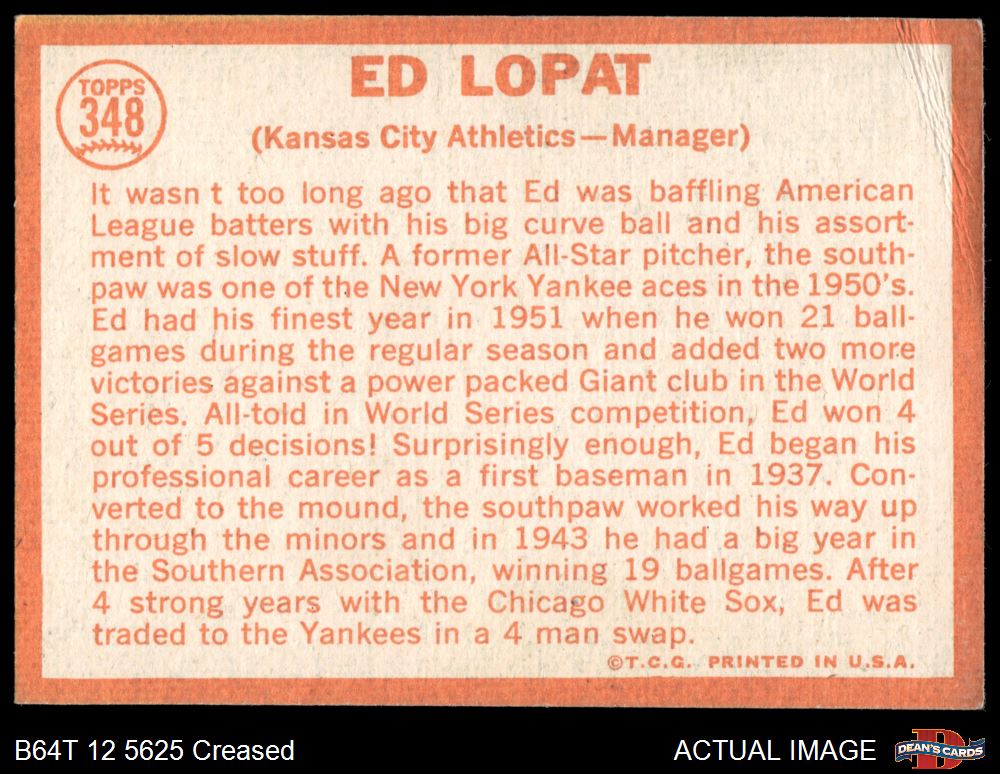 TOPPS
348
ED LOPAT
(Kansas City Athletics—Manager)
It wasn t too long ago that Ed was baffling American
League batters with his big curve ball and his assort-
ment of slow stuff. A former All-Star pitcher, the south-
paw was one of the New York Yankee aces in the 1950's.
Ed had his finest year in 1951 when he won 21 ball-
games during the regular season and added two more
victories against a power packed Giant club in the World
Series. All-told in World Series competition, Ed won 4
out of 5 decisions! Surprisingly enough, Ed began his
professional career as a first baseman in 1937. Con-
verted to the mound, the southpaw worked his way up
through the minors and in 1943 he had a big year in
the Southern Association, winning 19 ballgames. After
4 strong years with the Chicago White Sox, Ed was
traded to the Yankees in a 4 man swap.
©T.C.G. PRINTED IN U.S.A.
B64T 12 5625 Creased
ACTUAL IMAGE
D
DEAN'S CARDS